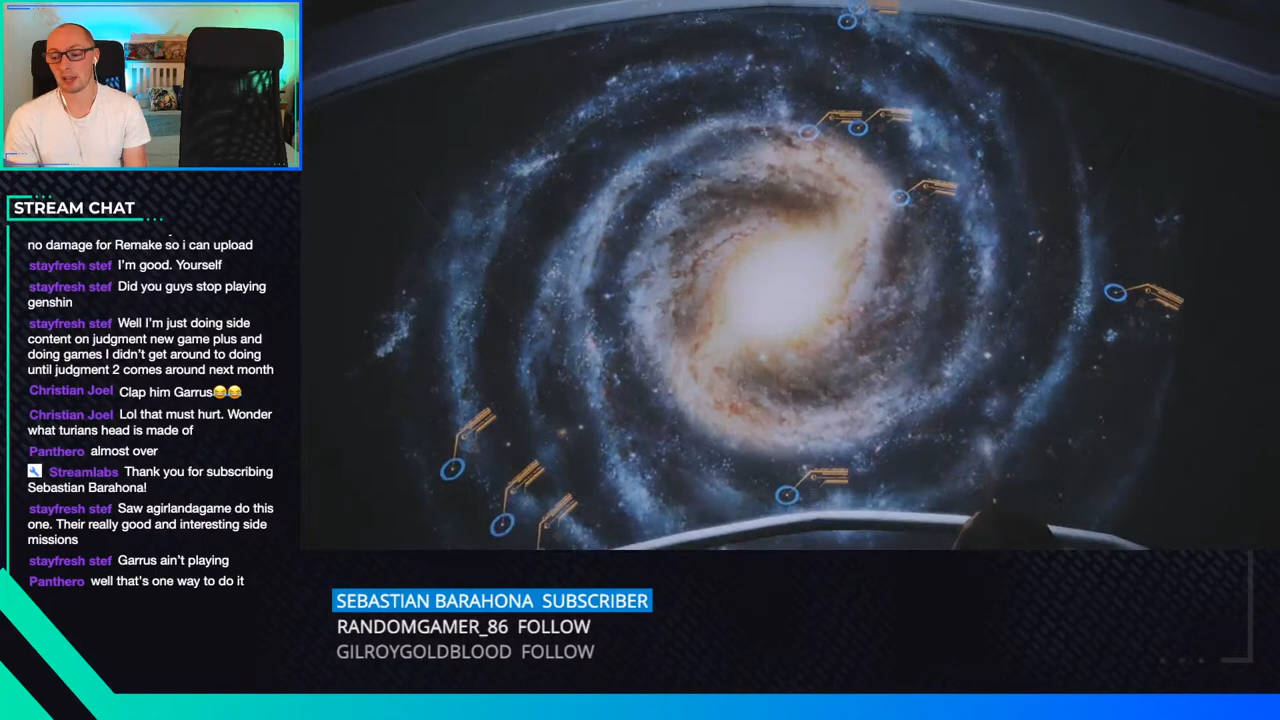 STREAM CHAT
no damage for Remake so i can upload
stayfresh stef I'm good. Yourself
stayfresh stef Did you guys stop playing
genshin
stayfresh stef Well I'm just doing side
content on judgment new game plus and
doing games I didn't get around to doing
until judgment 2 comes around next month
Christian Joel Clap him Garrus😂😂
Christian Joel Lol that must hurt. Wonder
what turians head is made of
Panthero almost over
Streamlabs Thank you for subscribing
Sebastian Barahona!
stayfresh stef Saw agirlandagame do this
one. Their really good and interesting side
missions
stayfresh stef Garrus ain't playing
Panthero well that's one way to do it
SEBASTIAN BARAHONA SUBSCRIBER
RANDOMGAMER_86 FOLLOW
GILROYGOLDBLOOD FOLLOW